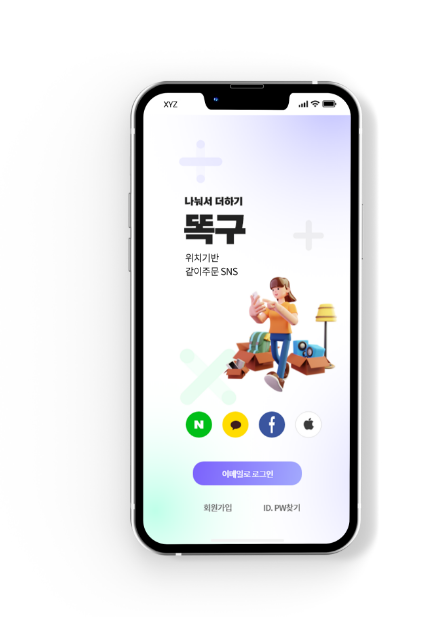 XYZ
나눠서 더하기
똑구
위치기반
같이주문 SNS
N
f
이메일로 로그인
회원가입 ID. PW찾기